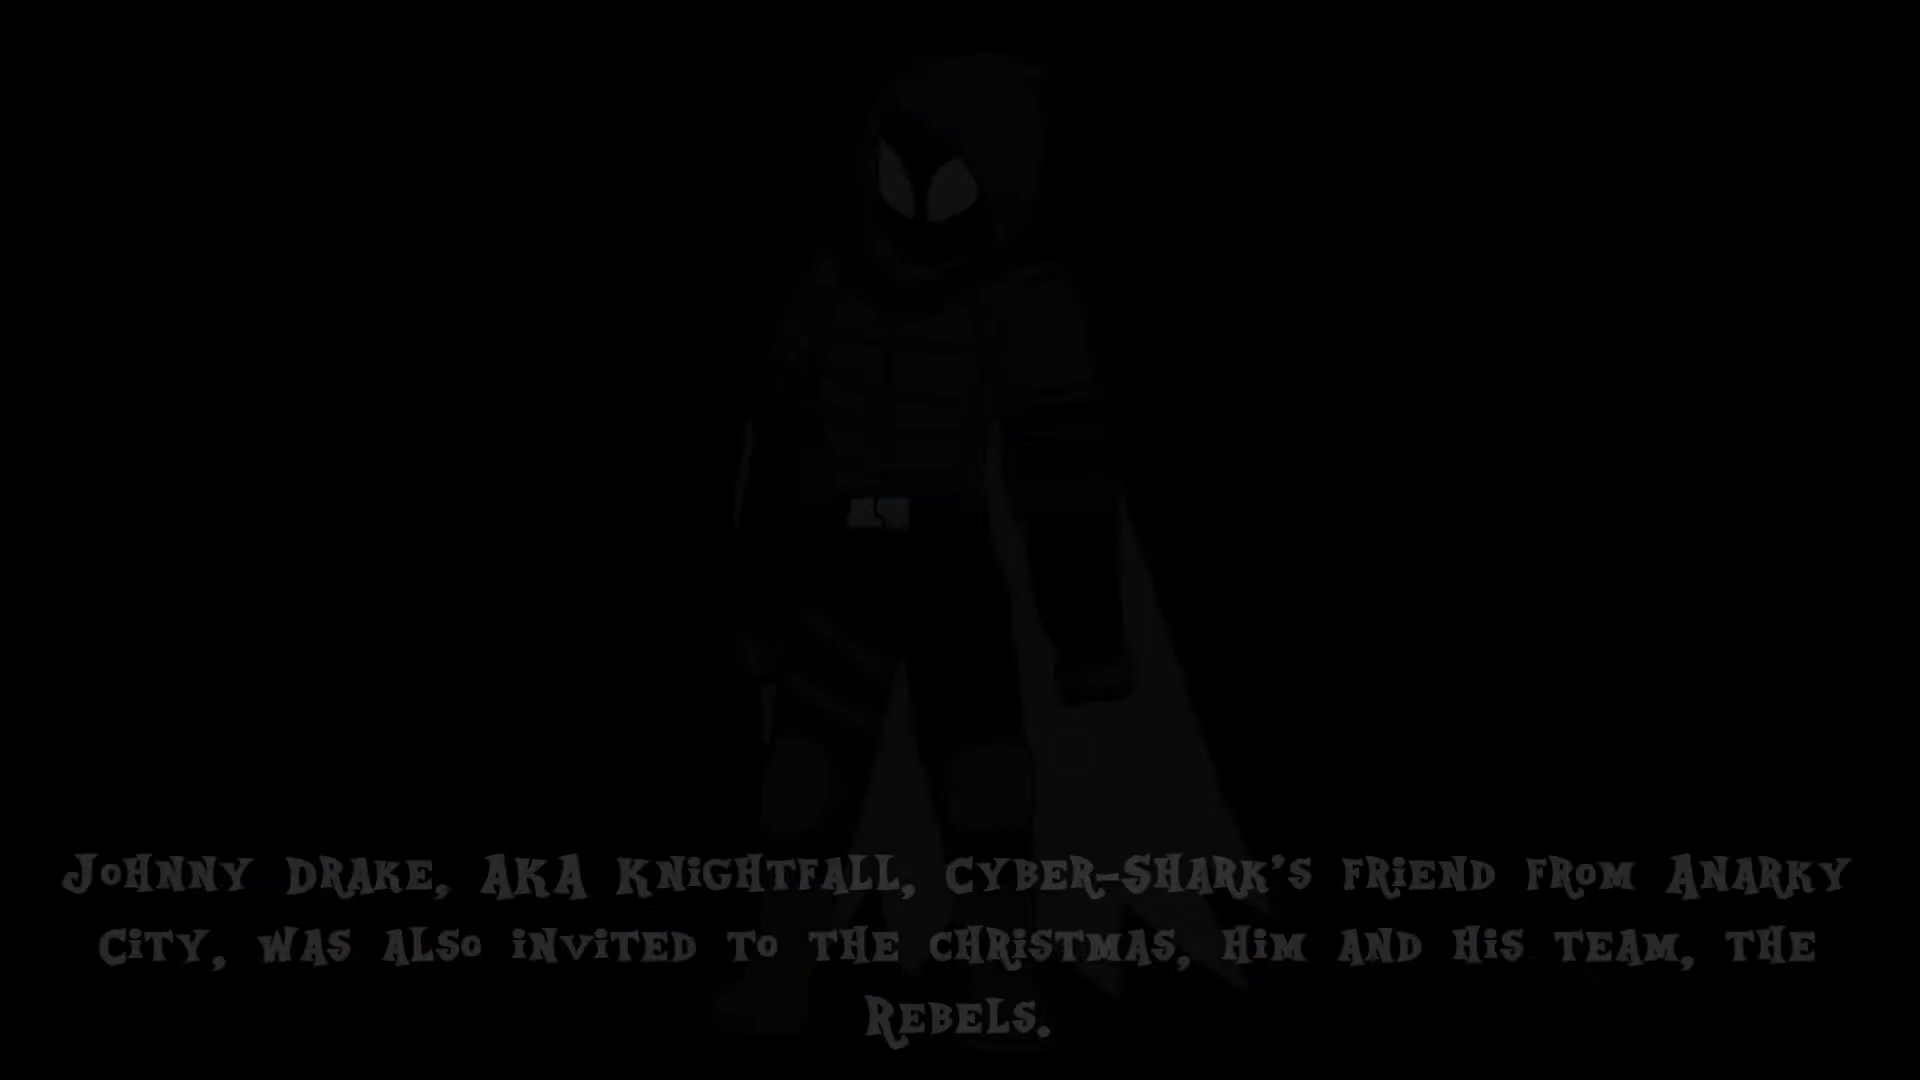 Johnny Drake, AKA Knightfall, Cyber-Shark's friend from Anarky
City, was also invited to the christmas, him and his team, the
Rebels.